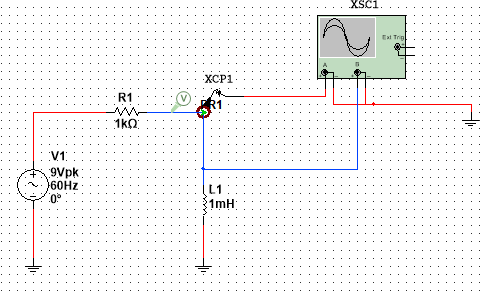 XSC1
Ext Trig
A
B
XCP1
V
R1
PR1
1kΩ
V1
9Vpk
60Hz
0°
L1
1mH